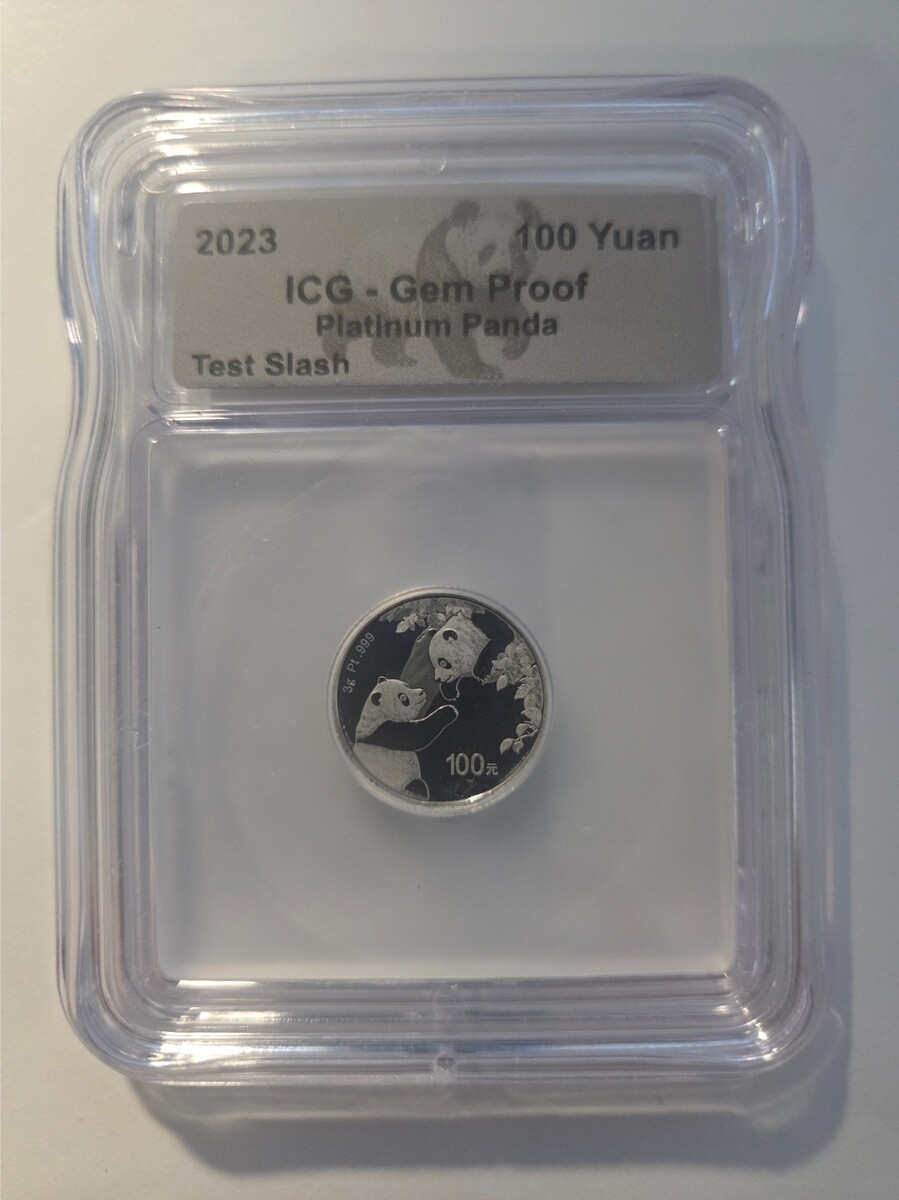 2023 100 Yuan
ICG - Gem Proof
Platinum Panda
Test Slash
3g Pt .999
100元